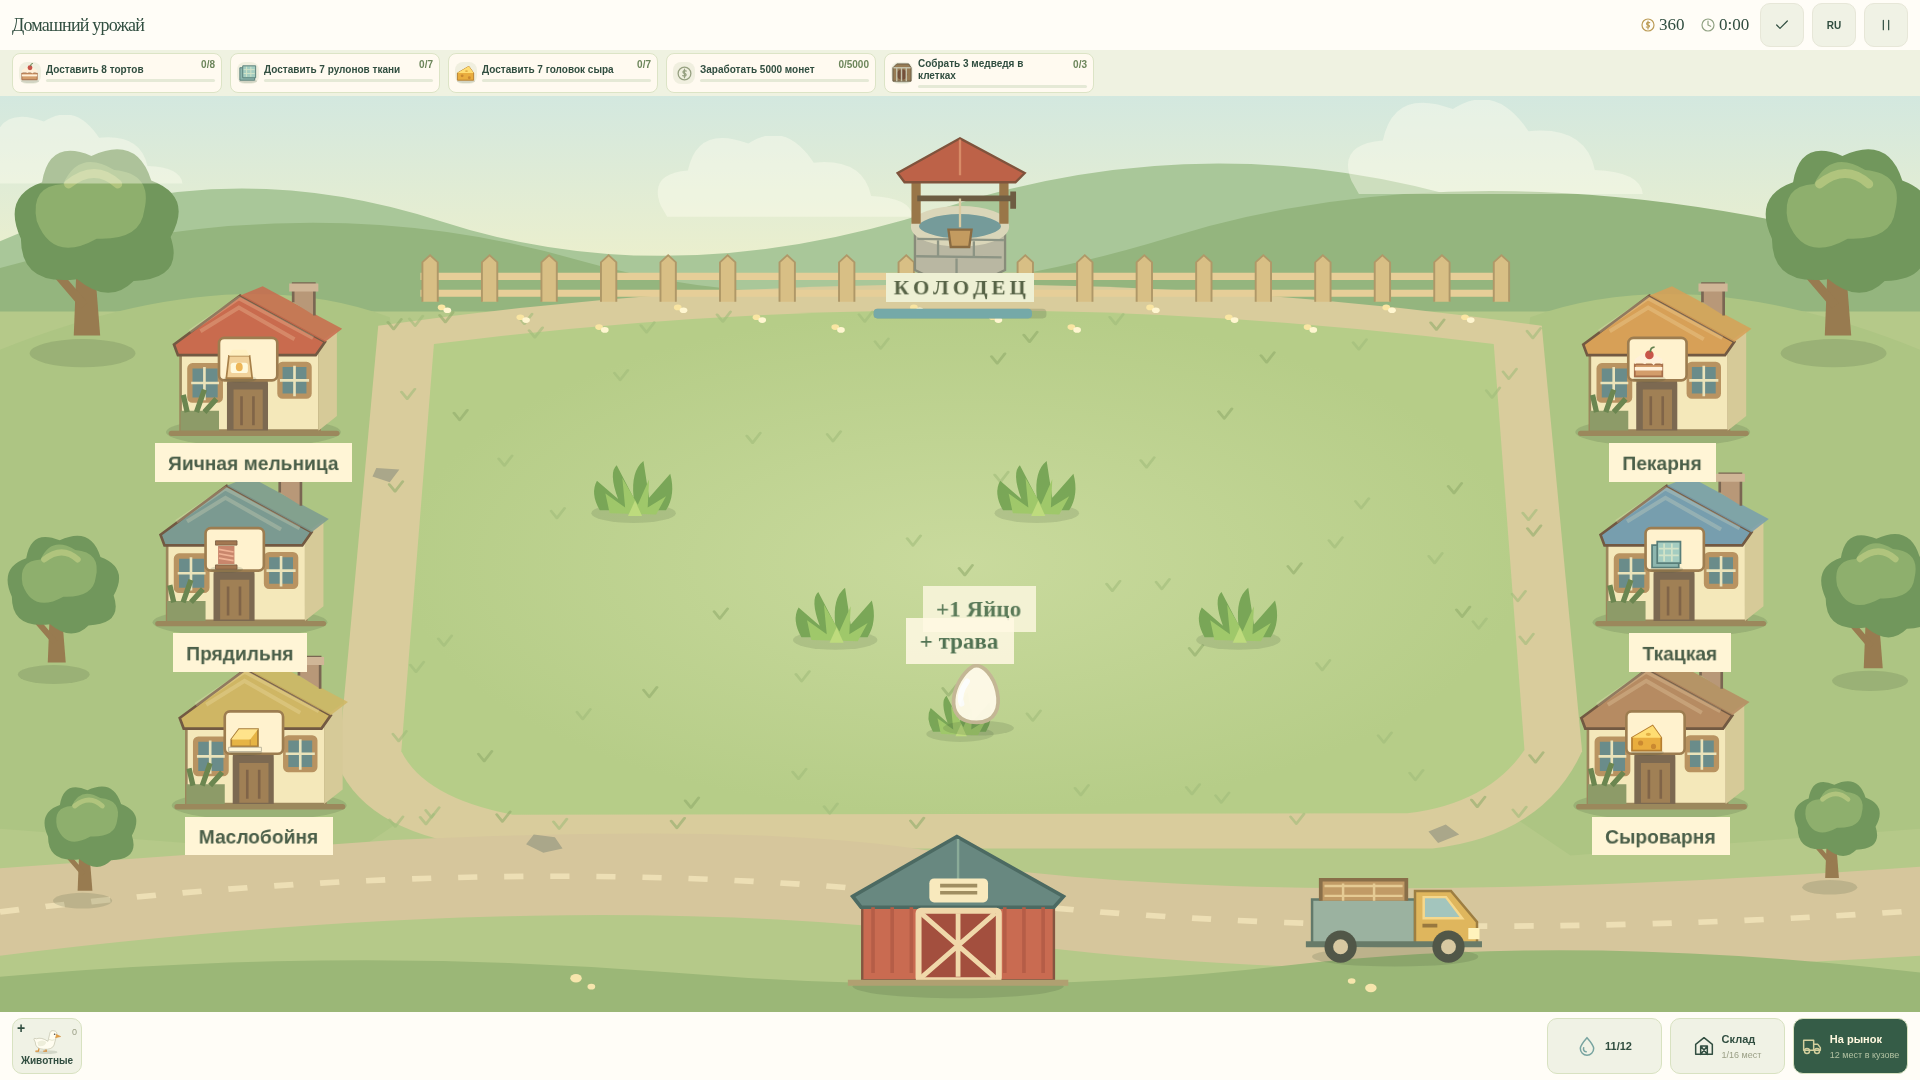 Домашний урожай
360
0:00
RU
Доставить 8 тортов
0/8
Доставить 7 рулонов ткани
0/7
Доставить 7 головок сыра
0/7
Заработать 5000 монет
0/5000
Собрать 3 медведя в
клетках
0/3
КОЛОДЕЦ
Яичная мельница
Пекарня
Прядильня
Ткацкая
Маслобойня
Сыроварня
+1 Яйцо
+ трава
+
0
Животные
11/12
Склад
1/16 мест
На рынок
12 мест в кузове